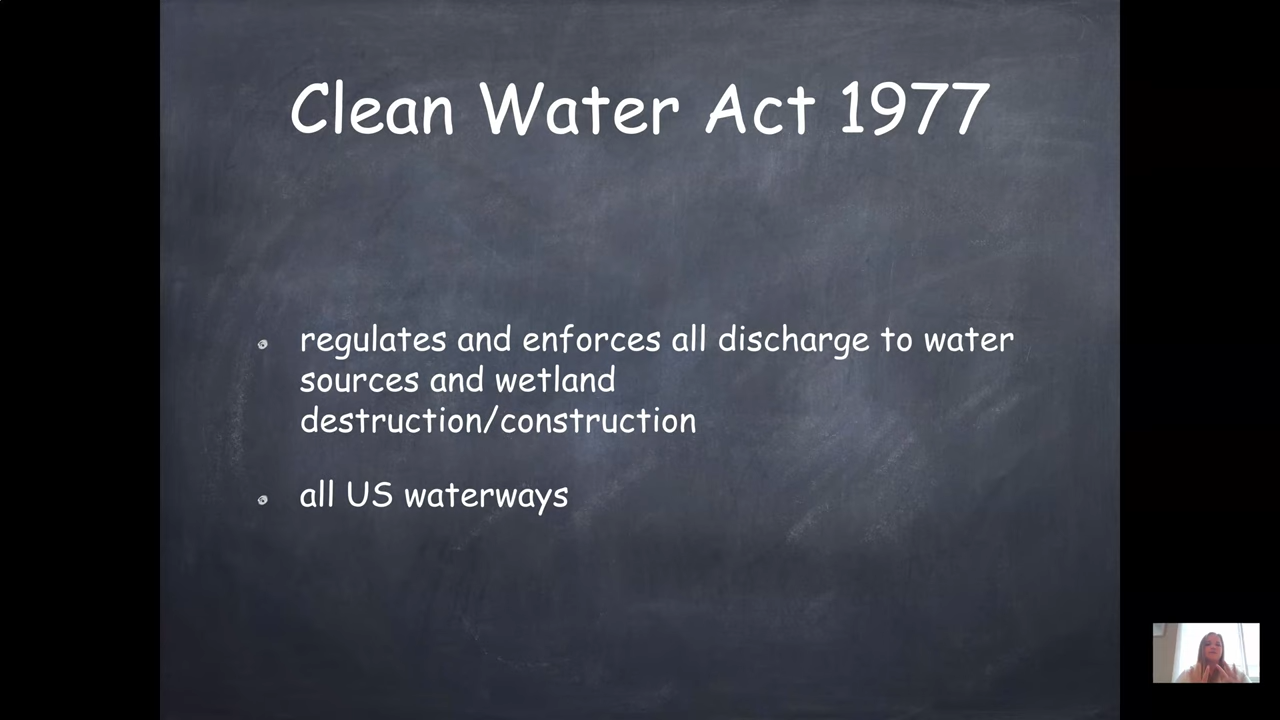 Clean Water Act 1977
regulates and enforces all discharge to water
sources and wetland
destruction/construction
all US waterways